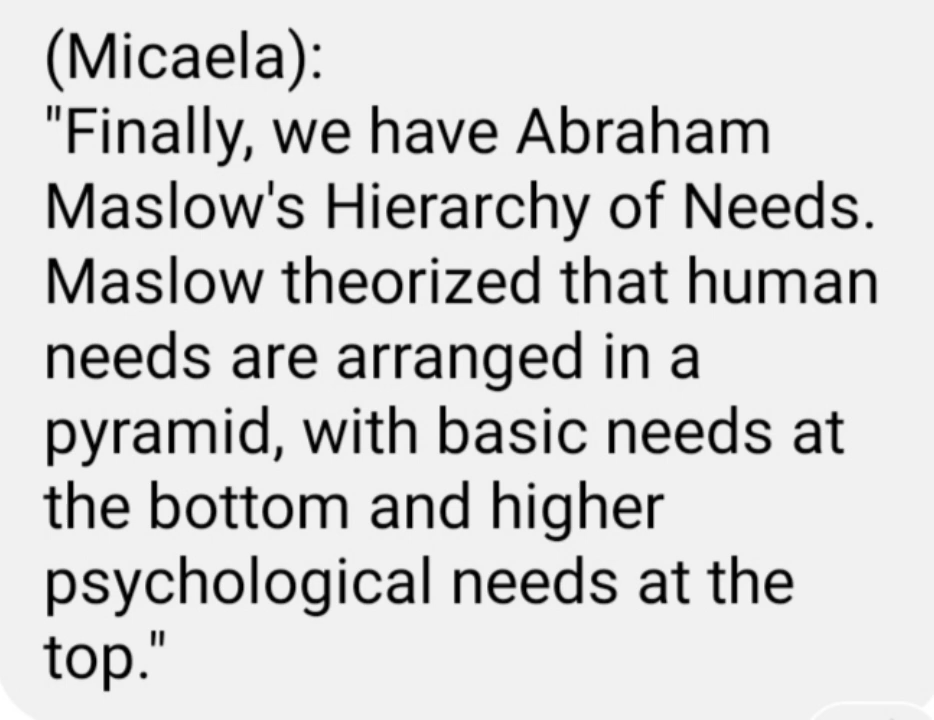 (Micaela):
"Finally, we have Abraham
Maslow's Hierarchy of Needs.
Maslow theorized that human
needs are arranged in a
pyramid, with basic needs at
the bottom and higher
psychological needs at the
top."